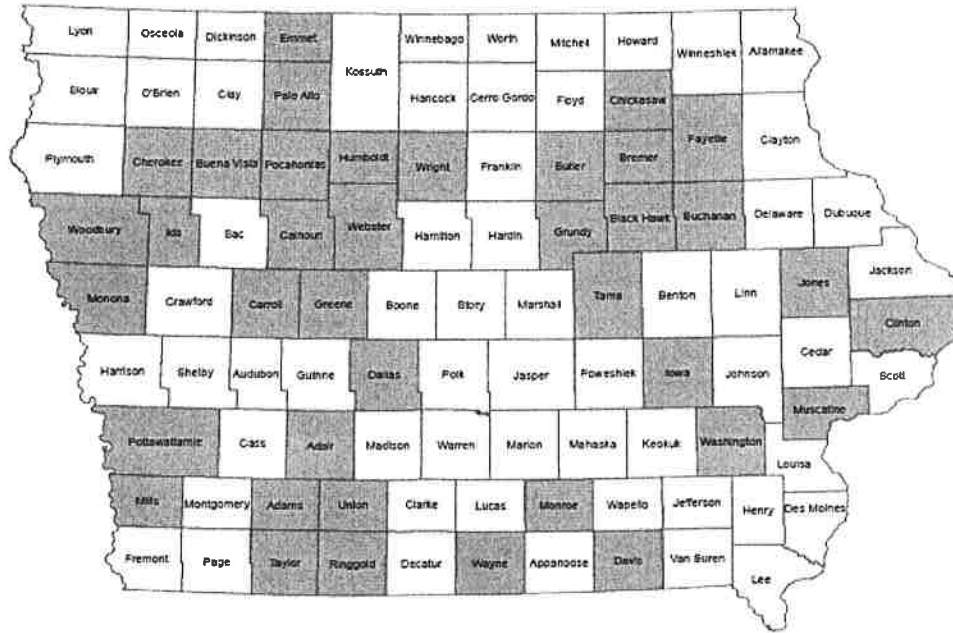 Lyon Osceola Dickinson Emmet Kossuth Winnebago Worth Mitchell Howard Winneshiek Allamakee
Sioux O'Brien Clay Palo Alto Hancock Cerro Gordo Floyd Chickasaw
Plymouth Cherokee Buena Vista Pocahontas Humboldt Wright Franklin Butler Bremer Fayette Clayton
Woodbury Ida Sac Calhoun Webster Hamilton Hardin Grundy Black Hawk Buchanan Delaware Dubuque
Monona Crawford Carroll Greene Boone Story Marshall Tama Benton Linn Jones Jackson
Clinton
Harrison Shelby Audubon Guthrie Dallas Polk Jasper Poweshiek Iowa Johnson Cedar Scott
Muscatine
Pottawattamie Cass Adair Madison Warren Marion Mahaska Keokuk Washington Louisa
Mills Montgomery Adams Union Clarke Lucas Monroe Wapello Jefferson Henry Des Moines
Fremont Page Taylor Ringgold Decatur Wayne Appanoose Davis Van Buren Lee